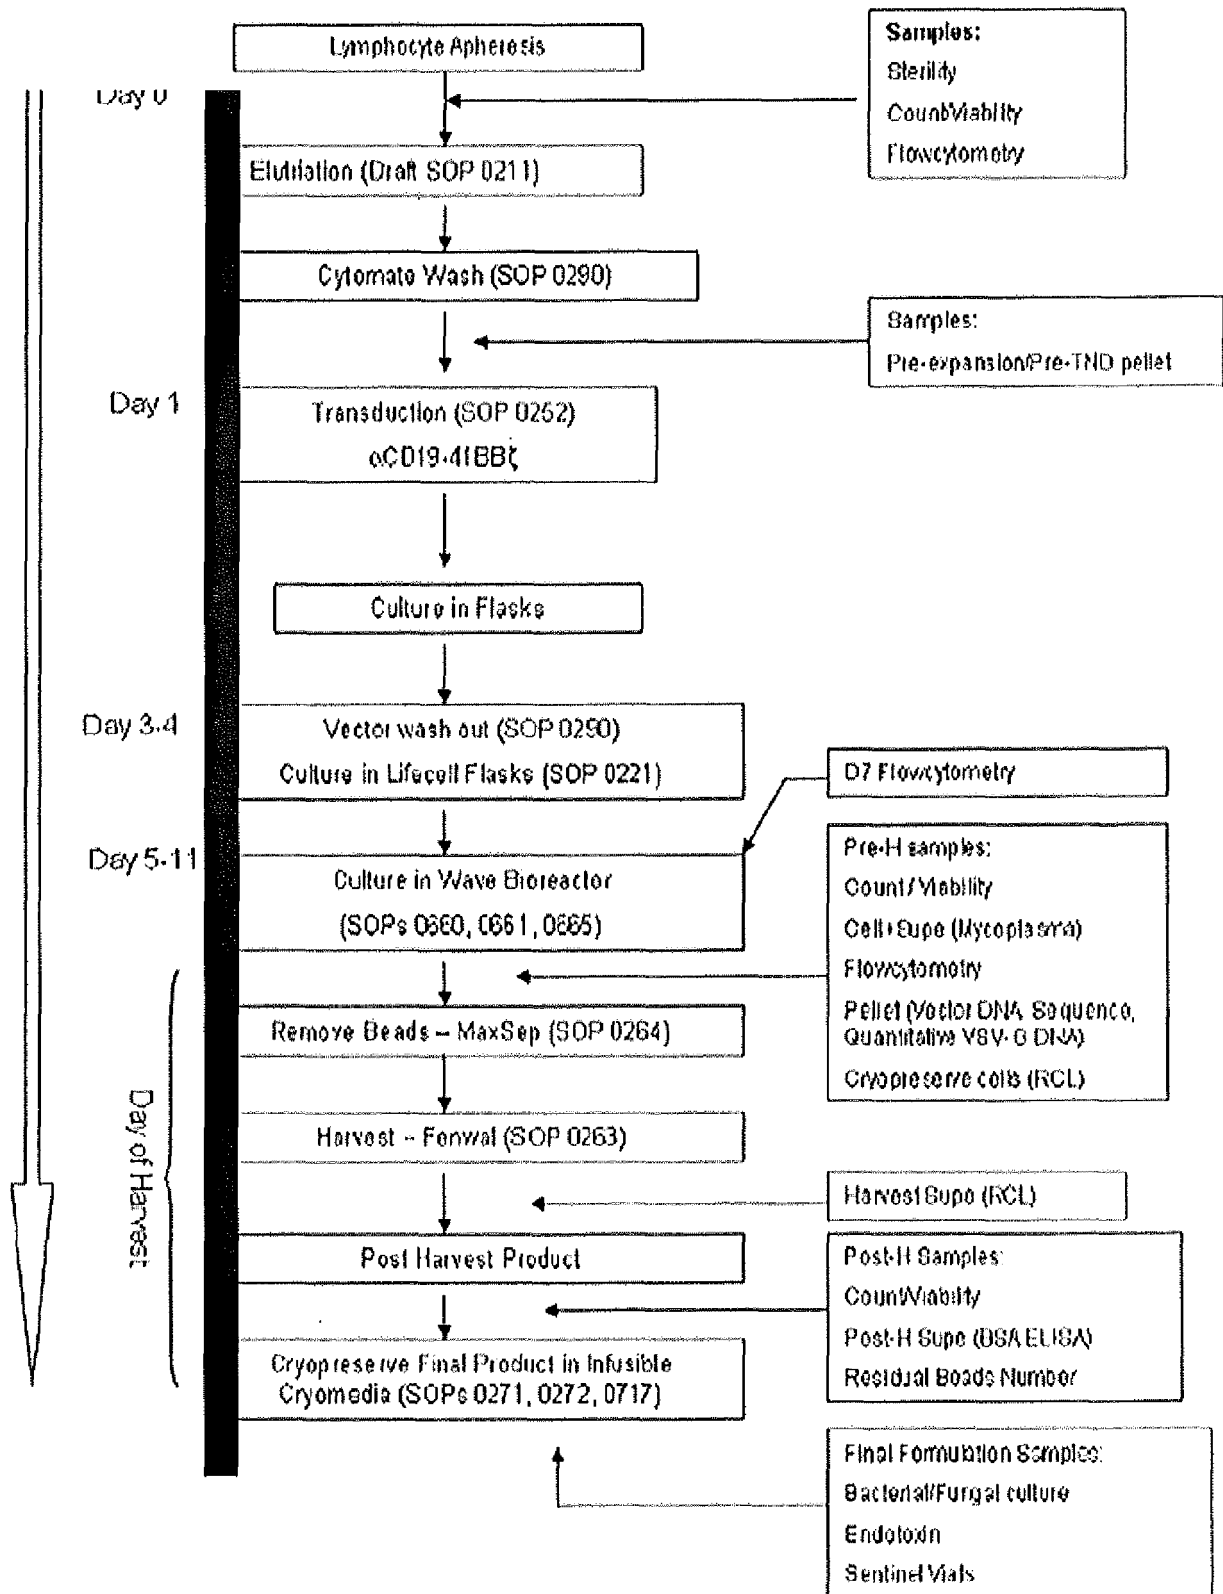 Lymphocyte Apheresis
Samples:
Sterility
Count/Viability
Flowcytometry
Day 0
Elutriation (Draft SOP 0211)
Cytomate Wash (SOP 0290)
Samples:
Pre-expansion/Pre-TND pellet
Day 1
Transduction (SOP 0252)
αCD19-41BBζ
Culture in Flasks
Day 3-4
Vector wash out (SOP 0290)
Culture in Lifecell Flasks (SOP 0221)
D7 Flowcytometry
Day 5-11
Culture in Wave Bioreactor
(SOPs 0660, 0661, 0665)
Pre-H samples:
Count / Viability
Cell+Supe (Mycoplasma)
Flowcytometry
Pellet (Vector DNA Sequence,
Quantitative VSV-G DNA)
Cryopreserve cells (RCL)
Day of Harvest
Remove Beads – MaxSep (SOP 0264)
Harvest – Fenwal (SOP 0263)
Harvest Supe (RCL)
Post Harvest Product
Post-H Samples:
Count/Viability
Post-H Supe (BSA ELISA)
Residual Beads Number
Cryopreserve Final Product in Infusible
Cryomedia (SOPs 0271, 0272, 0717)
Final Formulation Samples:
Bacterial/Fungal culture
Endotoxin
Sentinel Vials